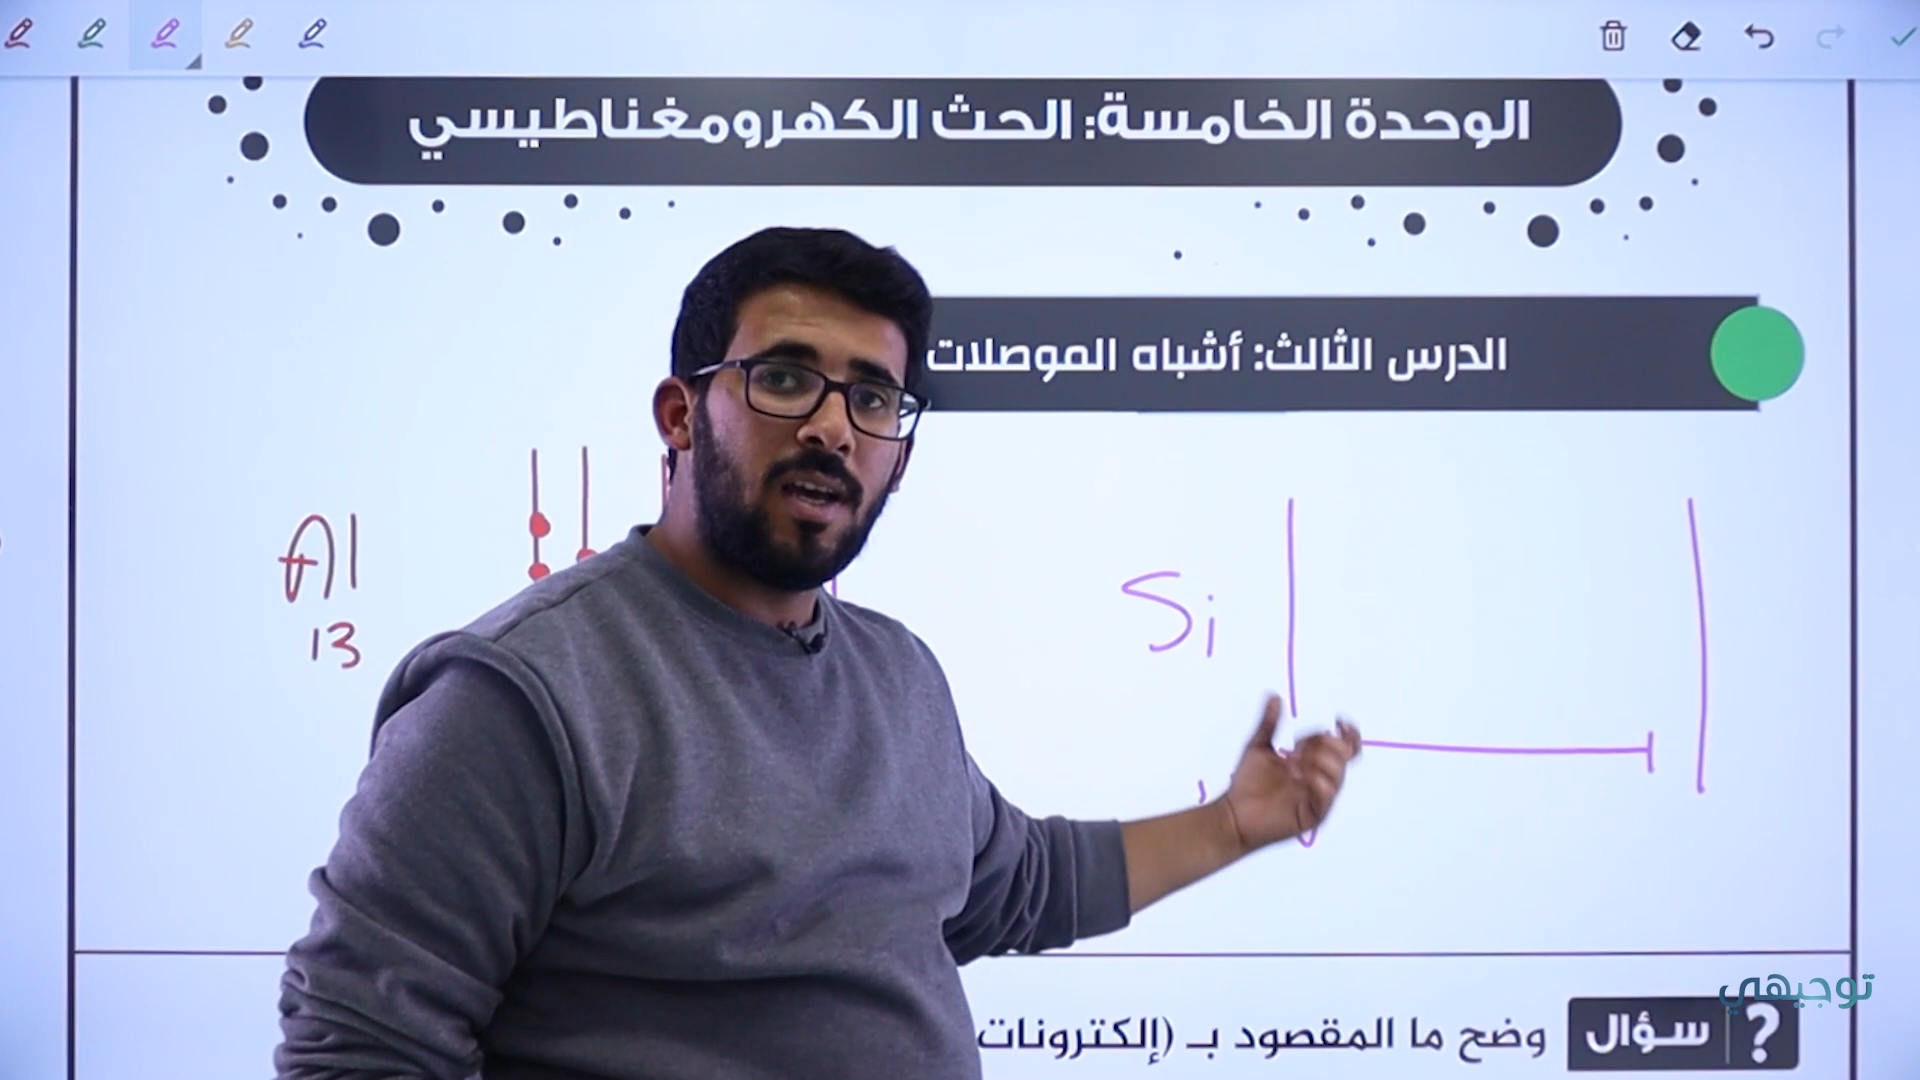 الوحدة الخامسة: الحث الكهرومغناطيسي
الدرس الثالث: أشباه الموصلات
Al
13
Si
توجيهي
سؤال ?
وضح ما المقصود بـ (إلكترونات